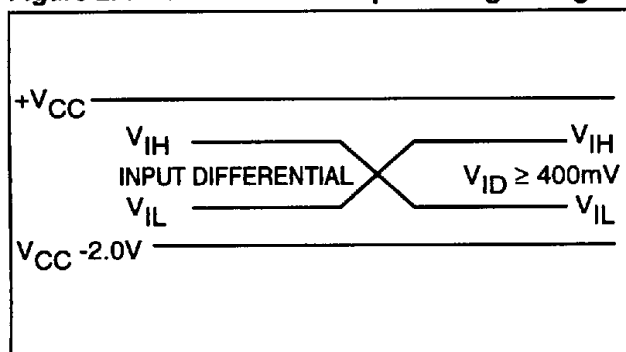 +VCC
VIH VIH
INPUT DIFFERENTIAL VID ≥ 400mV
VIL VIL
VCC -2.0V